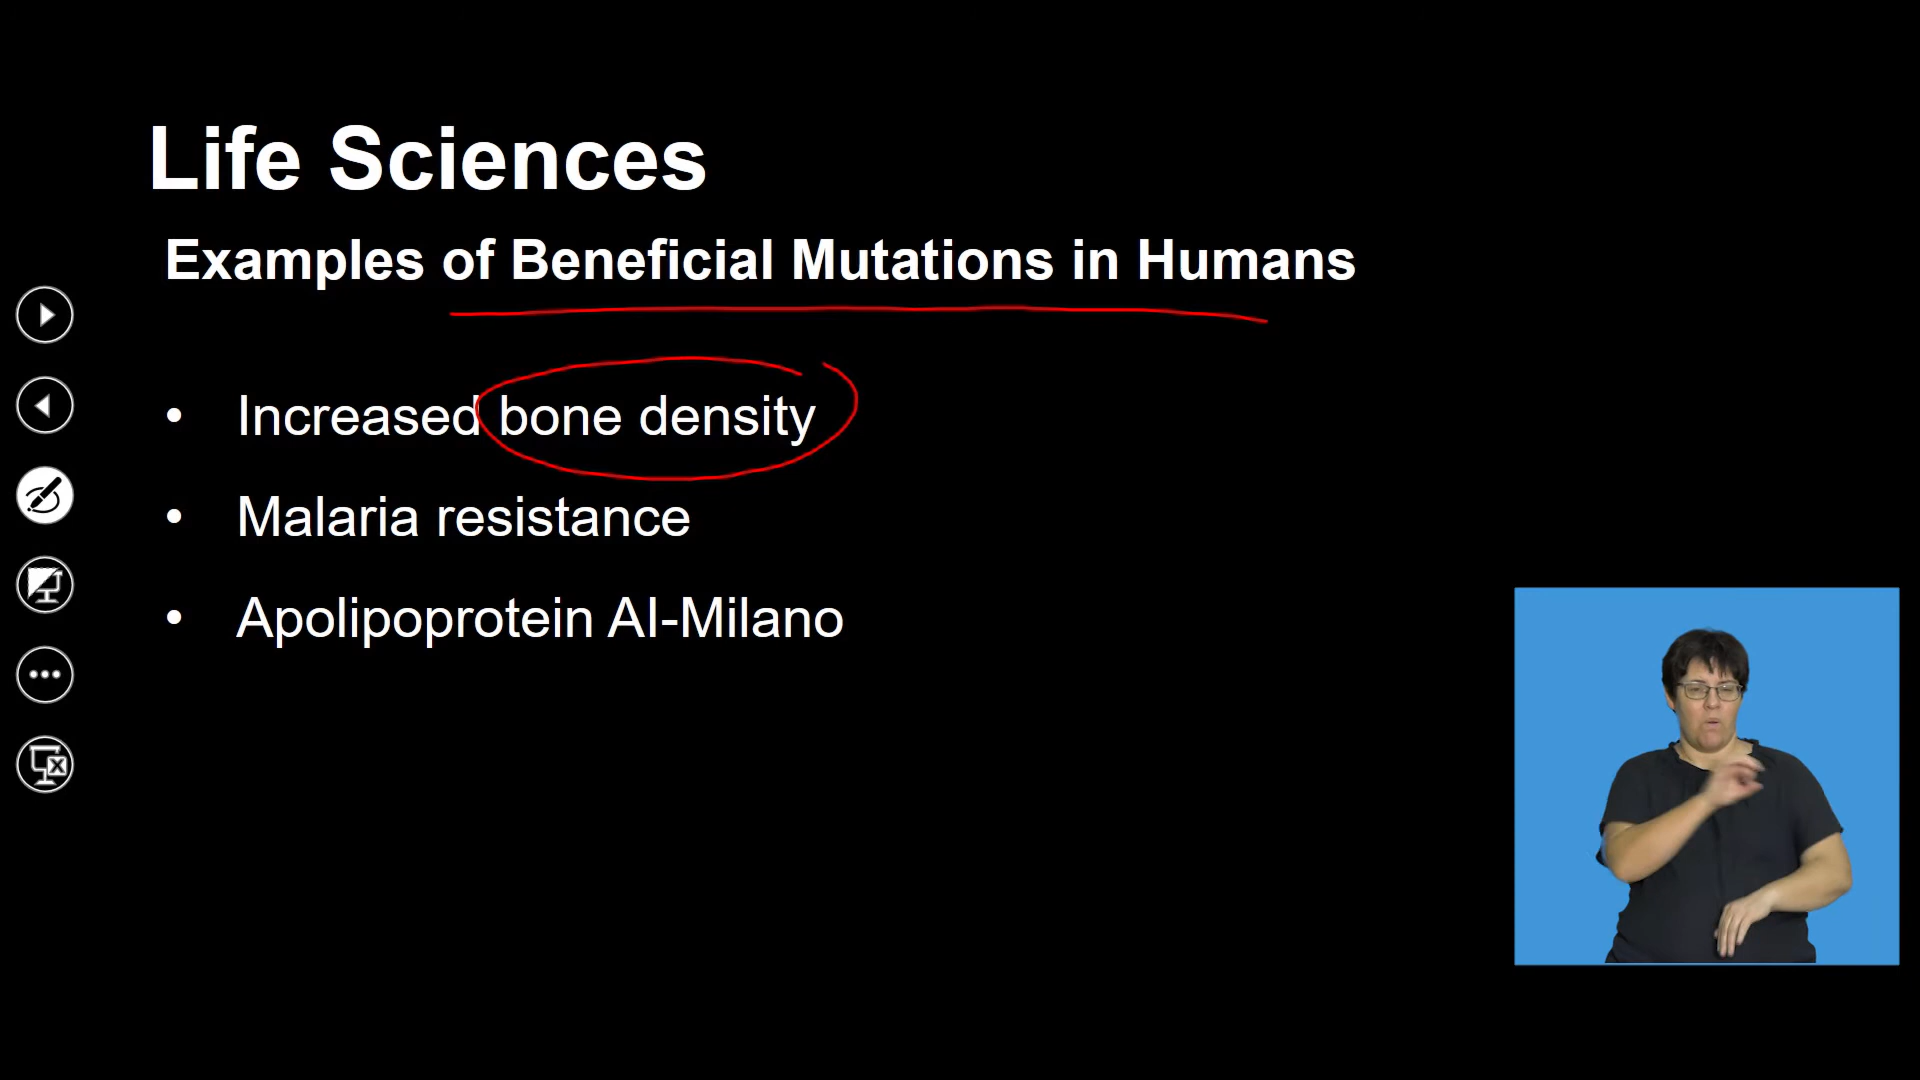 Life Sciences
Examples of Beneficial Mutations in Humans
• Increased bone density
• Malaria resistance
• Apolipoprotein AI-Milano